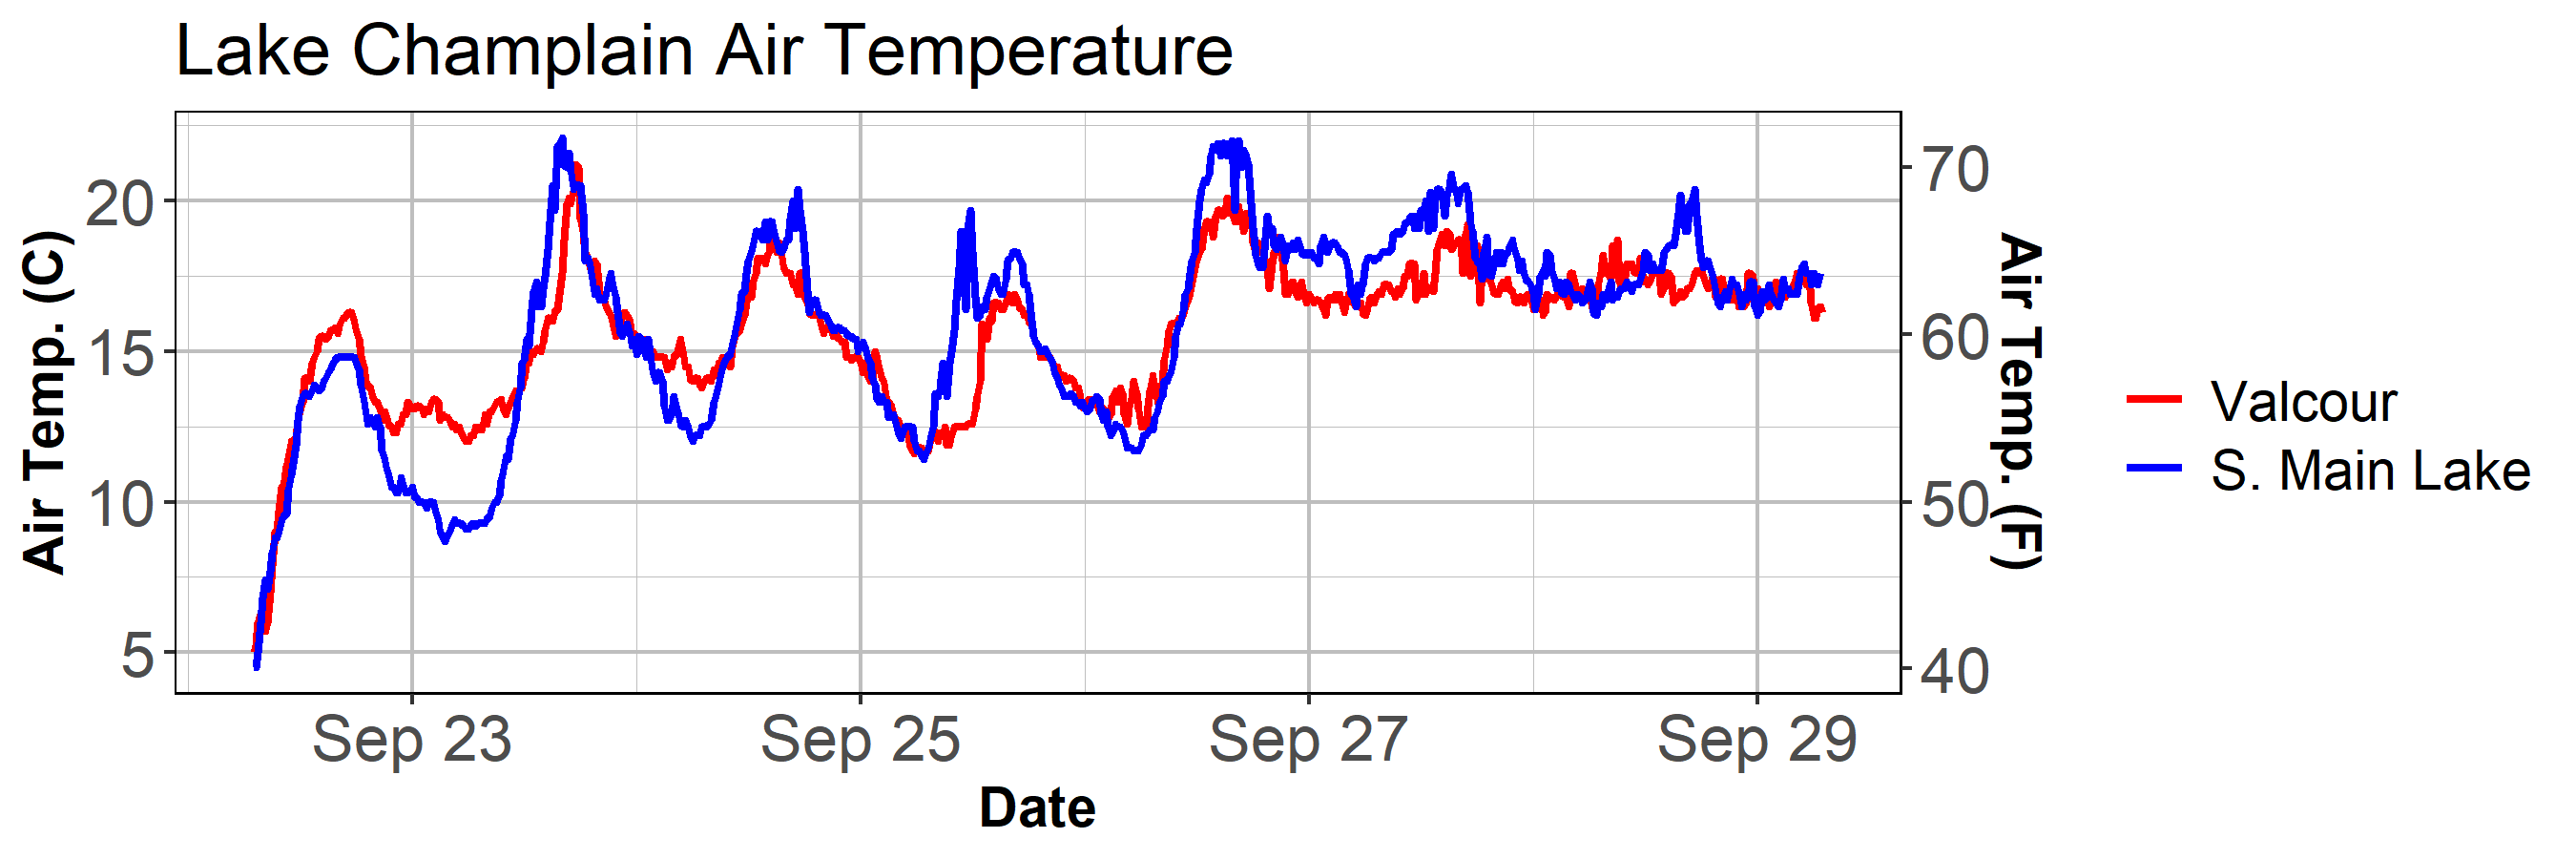 Lake Champlain Air Temperature
Air Temp. (C)
20
15
10
5
70
60
50
40
Air Temp. (F)
Sep 23
Sep 25
Sep 27
Sep 29
Date
Valcour
S. Main Lake